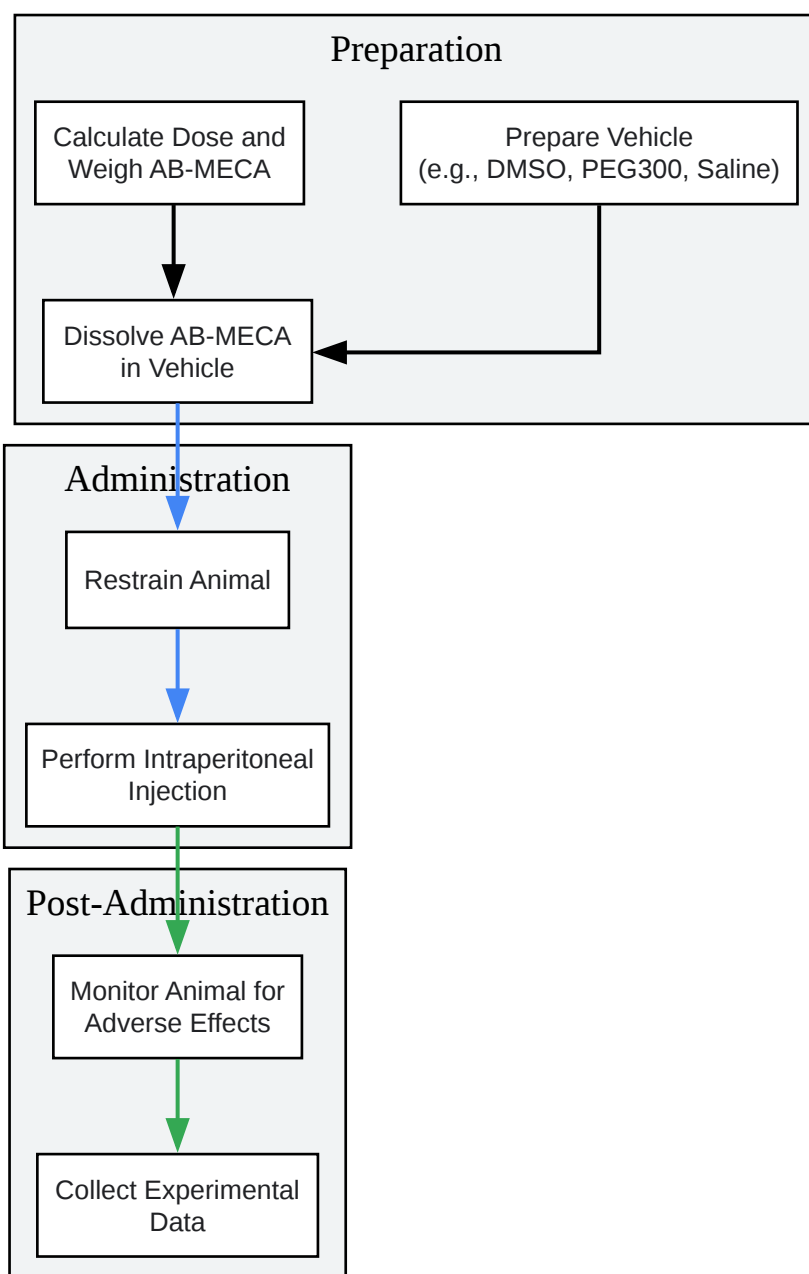 Preparation
Calculate Dose and
Weigh AB-MECA
Prepare Vehicle
(e.g., DMSO, PEG300, Saline)
Dissolve AB-MECA
in Vehicle
Administration
Restrain Animal
Perform Intraperitoneal
Injection
Post-Administration
Monitor Animal for
Adverse Effects
Collect Experimental
Data